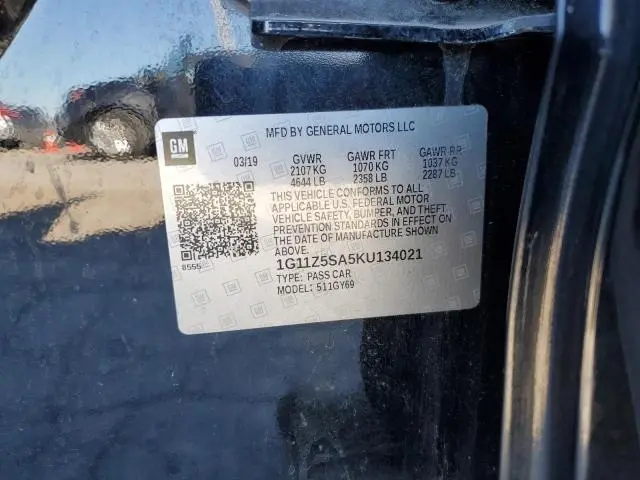 MFD BY GENERAL MOTORS LLC
GM
03/19 GVWR GAWR FRT GAWR RR
2107 KG 1070 KG 1037 KG
4644 LB 2358 LB 2287 LB
THIS VEHICLE CONFORMS TO ALL
APPLICABLE U.S. FEDERAL MOTOR
VEHICLE SAFETY, BUMPER, AND THEFT
PREVENTION STANDARDS IN EFFECT ON
THE DATE OF MANUFACTURE SHOWN
ABOVE.
8555
1G11Z5SA5KU134021
TYPE: PASS CAR
MODEL: 511GY69